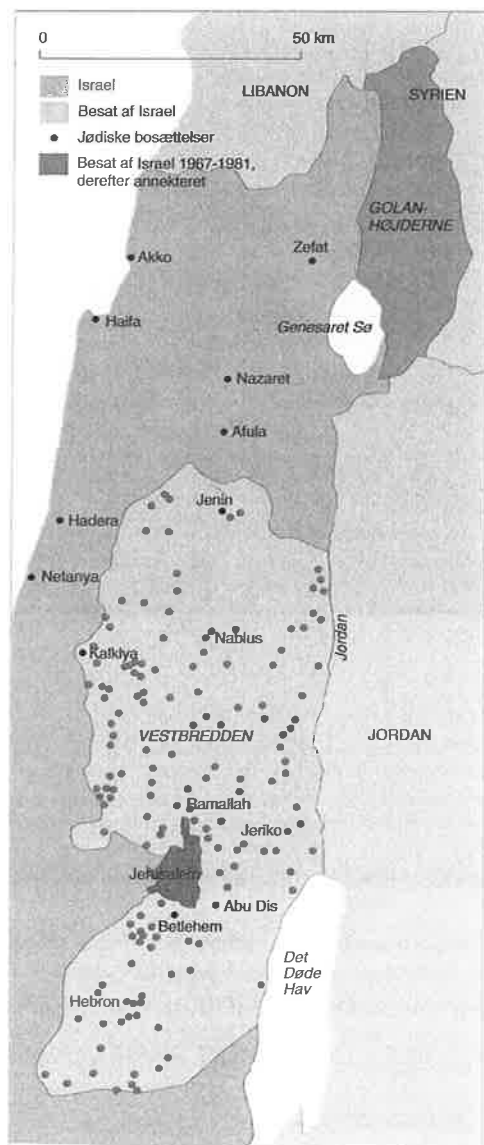 0 50 km
Israel
Besat af Israel
Jødiske bosættelser
Besat af Israel 1967-1981,
derefter annekteret
LIBANON
SYRIEN
GOLAN-
HØJDERNE
Akko
Zefat
Haifa
Genesaret Sø
Nazaret
Afula
Jenin
Hadera
Netanya
Nablus
Kalkiya
Jordan
VESTBREDDEN
JORDAN
Ramallah
Jeriko
Jerusalem
Abu Dis
Betlehem
Det
Døde
Hav
Hebron